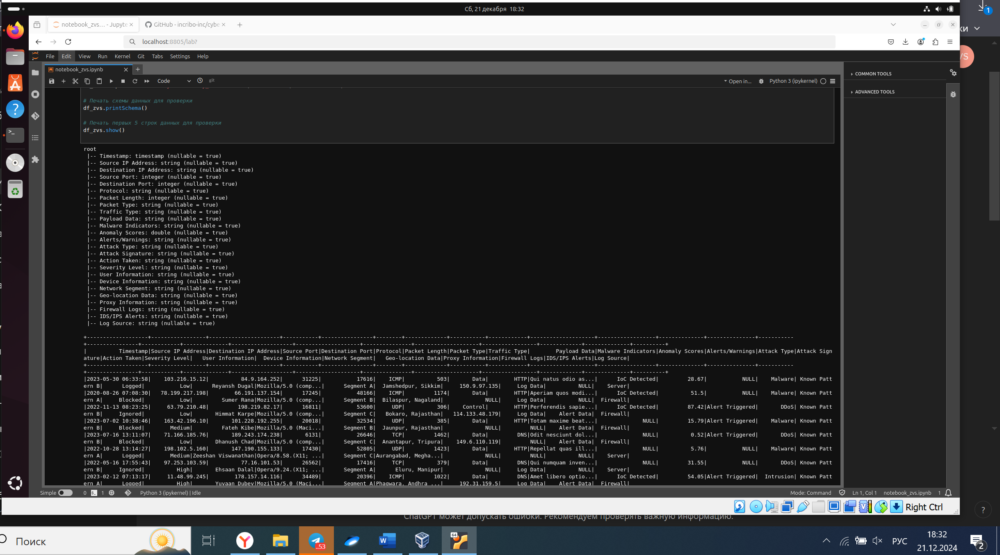 Сб, 21 декабря 18:32
1
notebook_zvs... - Jupyte
GitHub - incribo-inc/cybe
ки
localhost:8805/lab?
File Edit View Run Kernel Git Tabs Settings Help
notebook_zvs.ipynb
Code
git
Open in...
Python 3 (ipykernel)
COMMON TOOLS
ADVANCED TOOLS
# Печать схемы данных для проверки
df_zvs.printSchema()
# Печать первых 5 строк данных для проверки
df_zvs.show()
root
 |-- Timestamp: timestamp (nullable = true)
 |-- Source IP Address: string (nullable = true)
 |-- Destination IP Address: string (nullable = true)
 |-- Source Port: integer (nullable = true)
 |-- Destination Port: integer (nullable = true)
 |-- Protocol: string (nullable = true)
 |-- Packet Length: integer (nullable = true)
 |-- Packet Type: string (nullable = true)
 |-- Traffic Type: string (nullable = true)
 |-- Payload Data: string (nullable = true)
 |-- Malware Indicators: string (nullable = true)
 |-- Anomaly Scores: double (nullable = true)
 |-- Alerts/Warnings: string (nullable = true)
 |-- Attack Type: string (nullable = true)
 |-- Attack Signature: string (nullable = true)
 |-- Action Taken: string (nullable = true)
 |-- Severity Level: string (nullable = true)
 |-- User Information: string (nullable = true)
 |-- Device Information: string (nullable = true)
 |-- Network Segment: string (nullable = true)
 |-- Geo-location Data: string (nullable = true)
 |-- Proxy Information: string (nullable = true)
 |-- Firewall Logs: string (nullable = true)
 |-- IDS/IPS Alerts: string (nullable = true)
 |-- Log Source: string (nullable = true)
| Timestamp|Source IP Address|Destination IP Address|Source Port|Destination Port|Protocol|Packet Length|Packet Type|Traffic Type| Payload Data|Malware Indicators|Anomaly Scores|Alerts/Warnings|Attack Type|Attack Sign
ature|Action Taken|Severity Level| User Information| Device Information|Network Segment| Geo-location Data|Proxy Information|Firewall Logs|IDS/IPS Alerts|Log Source|
|2023-05-30 06:33:58| 103.216.15.12| 84.9.164.252| 31225| 17616| ICMP| 503| Data| HTTP|Qui natus odio as...| IoC Detected| 28.67| NULL| Malware| Known Patt
ern B| Logged| Low| Reyansh Dugal|Mozilla/5.0 (comp...| Segment A| Jamshedpur, Sikkim| 150.9.97.135| Log Data| NULL| Server|
|2020-08-26 07:08:30| 78.199.217.198| 66.191.137.154| 17245| 48166| ICMP| 1174| Data| HTTP|Aperiam quos modi...| IoC Detected| 51.5| NULL| Malware| Known Patt
ern A| Blocked| Low| Sumer Rana|Mozilla/5.0 (comp...| Segment B| Bilaspur, Nagaland| NULL| Log Data| NULL| Firewall|
|2022-11-13 08:23:25| 63.79.210.48| 198.219.82.17| 16811| 53600| UDP| 306| Control| HTTP|Perferendis sapie...| IoC Detected| 87.42|Alert Triggered| DDoS| Known Patt
ern B| Ignored| Low| Himmat Karpe|Mozilla/5.0 (comp...| Segment C| Bokaro, Rajasthan| 114.133.48.179| Log Data| Alert Data| Firewall|
|2023-07-02 10:38:46| 163.42.196.10| 101.228.192.255| 20018| 32534| UDP| 385| Data| HTTP|Totam maxime beat...| NULL| 15.79|Alert Triggered| Malware| Known Patt
ern B| Blocked| Medium| Fateh Kibe|Mozilla/5.0 (Maci...| Segment B| Jaunpur, Rajasthan| NULL| NULL| Alert Data| Firewall|
|2023-07-16 13:11:07| 71.166.185.76| 189.243.174.238| 6131| 26646| TCP| 1462| Data| DNS|Odit nesciunt dol...| NULL| 0.52|Alert Triggered| DDoS| Known Patt
ern B| Blocked| Low| Dhanush Chad|Mozilla/5.0 (comp...| Segment C| Anantapur, Tripura| 149.6.110.119| NULL| Alert Data| Firewall|
|2022-10-28 13:14:27| 198.102.5.160| 147.190.155.133| 17430| 52805| UDP| 1423| Data| HTTP|Repellat quas ill...| NULL| 5.76| NULL| Malware| Known Patt
ern A| Logged| Medium|Zeeshan Viswanathan|Opera/8.58.(X11; ...| Segment C|Aurangabad, Megha...| NULL| NULL| NULL| Server|
|2022-05-16 17:55:43| 97.253.103.59| 77.16.101.53| 26562| 17416| TCP| 379| Data| DNS|Qui numquam inven...| NULL| 31.55| NULL| DDoS| Known Patt
ern B| Ignored| High| Ehsaan Dalal|Opera/9.24.(X11; ...| Segment A| Eluru, Manipur| NULL| Log Data| NULL| Server|
|2023-02-12 07:13:17| 11.48.99.245| 178.157.14.116| 34489| 20396| ICMP| 1022| Data| DNS|Amet libero optio...| IoC Detected| 54.05|Alert Triggered| Intrusion| Known Patt
ern A| Logged| High| Yuvaan Dubey|Mozilla/5.0 (Maci...| Segment A|Phagwara, Andhra ...| 192.31.159.5| Log Data| Alert Data| Firewall|
Simple 0 1 Python 3 (ipykernel) | Idle Mode: Command Ln 1, Col 1 notebook_zvs.ipynb 1
Right Ctrl
ChatGPT может допускать ошибки. Рекомендуем проверять важную информацию.
?
Поиск
..53
64
РУС
18:32
21.12.2024
2